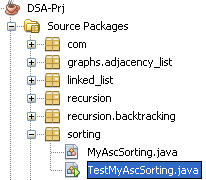 DSA-Prj
Source Packages
com
graphs.adjacency_list
linked_list
recursion
recursion.backtracking
sorting
MyAscSorting.java
TestMyAscSorting.java